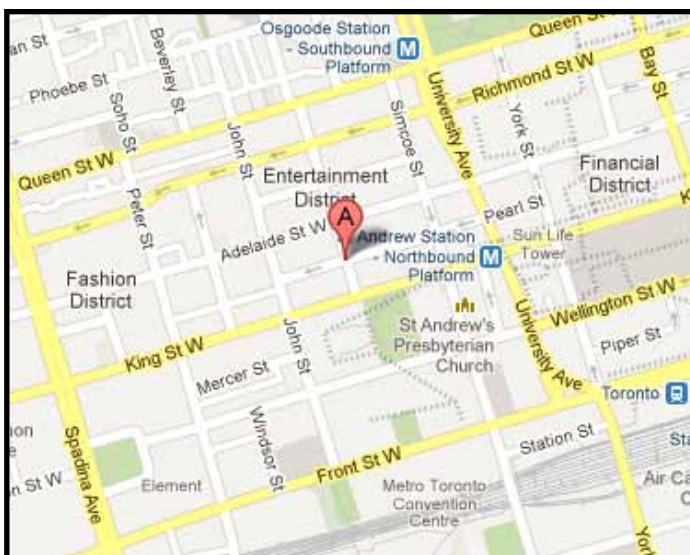 Osgoode Station
- Southbound
Platform
M
Queen St
Richmond St W
Bay St
University Ave
York St
Beverley St
Phoebe St
Soho St
John St
Simcoe St
Queen St W
Peter St
Entertainment
District
A
Financial
District
Pearl St
Adelaide St W
Andrew Station
- Northbound
Platform
M
Sun Life
Tower
Fashion
District
St Andrew's
Presbyterian
Church
University Ave
Wellington St W
Piper St
King St W
John St
Mercer St
Toronto
Windsor St
Station St
Spadina Ave
Front St W
Element
Metro Toronto
Convention
Centre
Air Ca
York